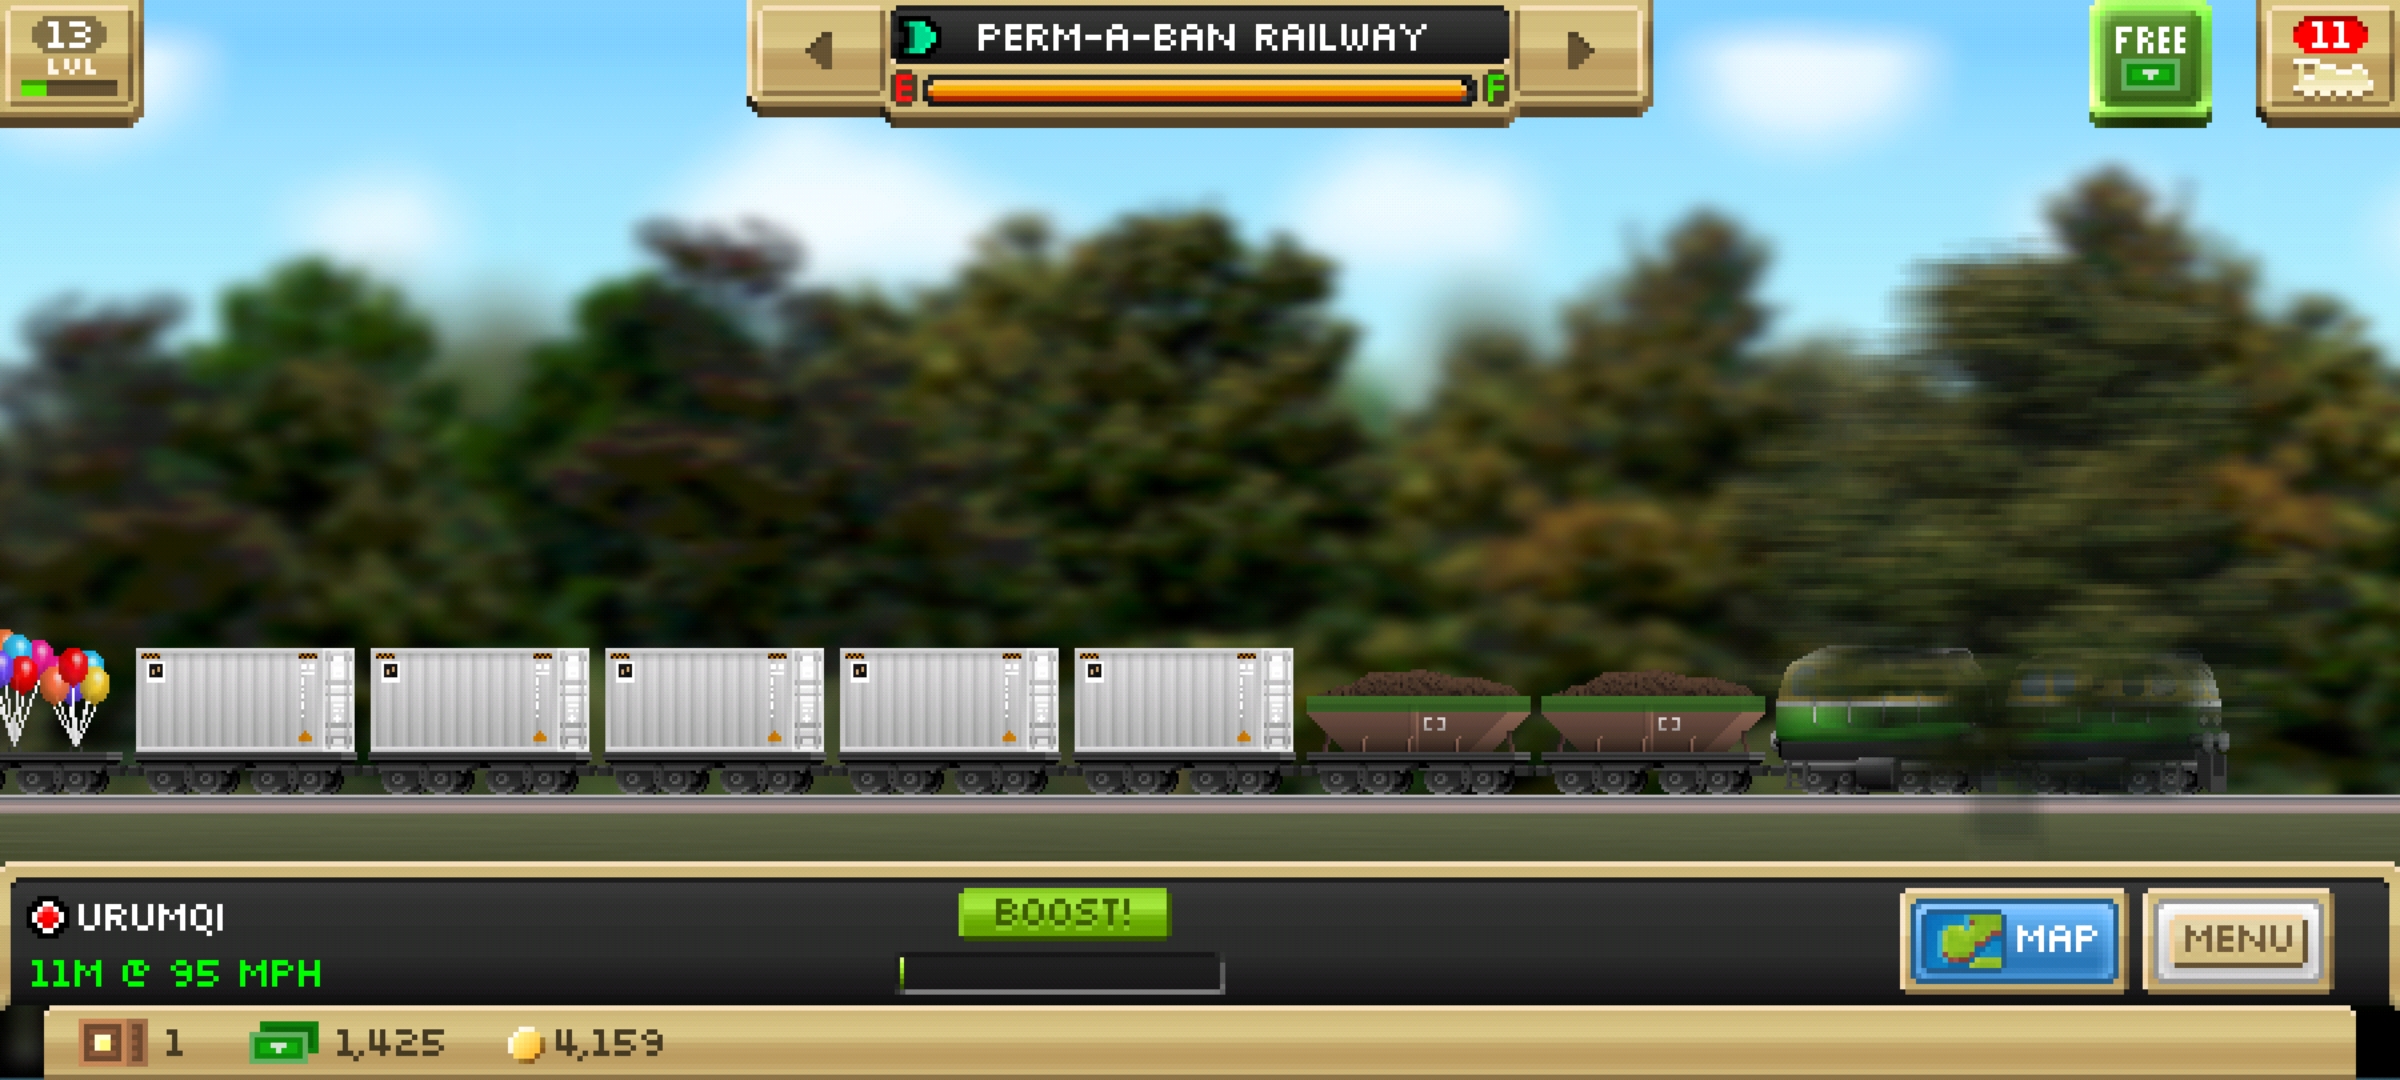 13
LVL
PERM-A-BAN RAILWAY
E F
FREE
11
URUMQI
11M @ 95 MPH
BOOST!
MAP
MENU
1 1,425 4,159